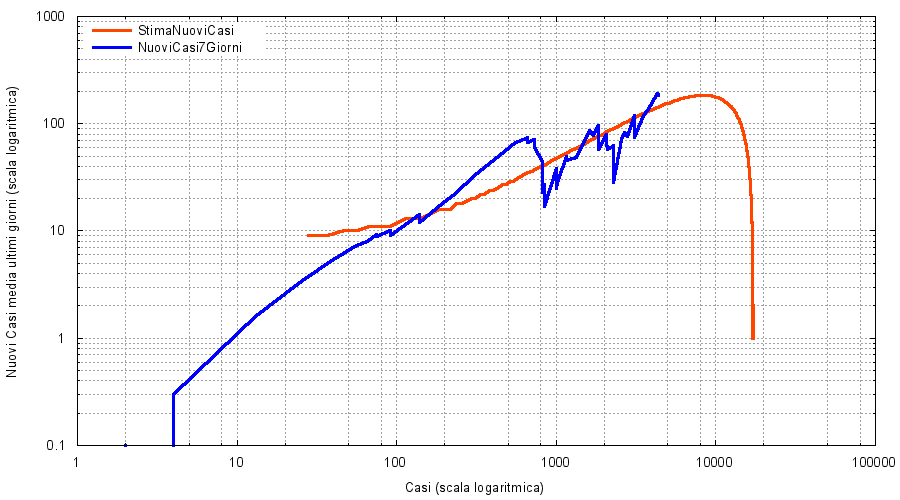 1000
StimaNuoviCasi
NuoviCasi7Giorni
100
10
1
0.1
Nuovi Casi media ultimi giorni (scala logaritmica)
1 10 100 1000 10000 100000
Casi (scala logaritmica)